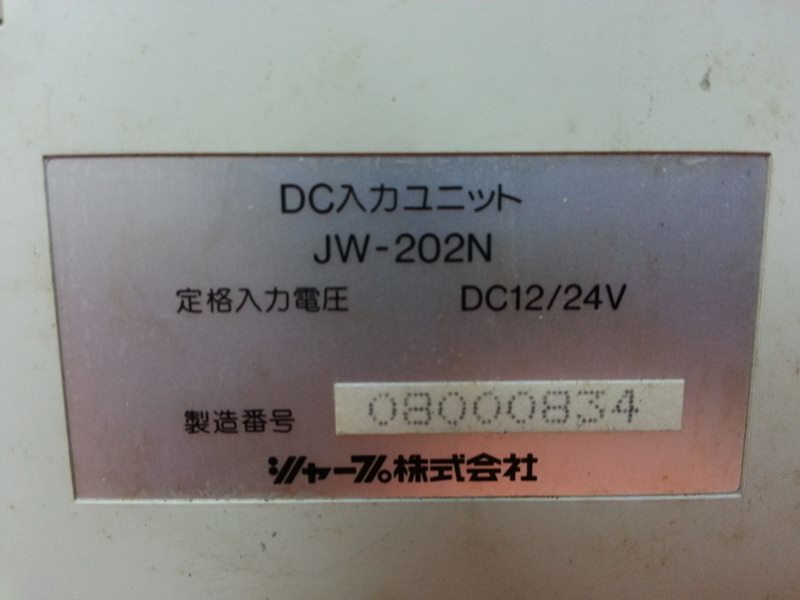 DC入力ユニット
JW-202N
定格入力電圧 DC12/24V
製造番号 08000834
シャープ株式会社